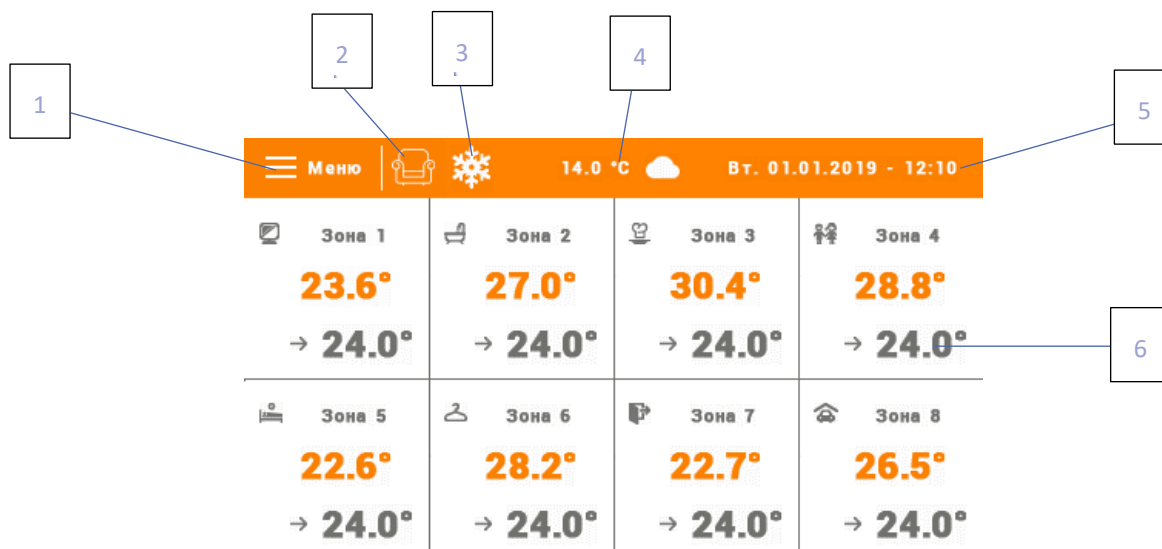 2
3
4
1
5
Меню
14.0 °C
Вт. 01.01.2019 - 12:10
Зона 1
Зона 2
Зона 3
Зона 4
23.6°
27.0°
30.4°
28.8°
→ 24.0°
→ 24.0°
→ 24.0°
→ 24.0°
6
Зона 5
Зона 6
Зона 7
Зона 8
22.6°
28.2°
22.7°
26.5°
→ 24.0°
→ 24.0°
→ 24.0°
→ 24.0°